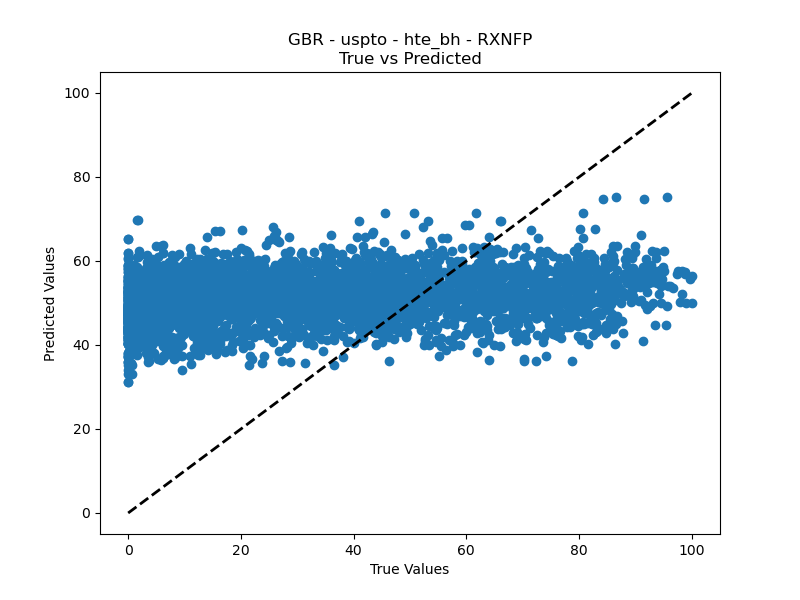 GBR - uspto - hte_bh - RXNFP
True vs Predicted
100
80
60
40
20
0
Predicted Values
0 20 40 60 80 100
True Values